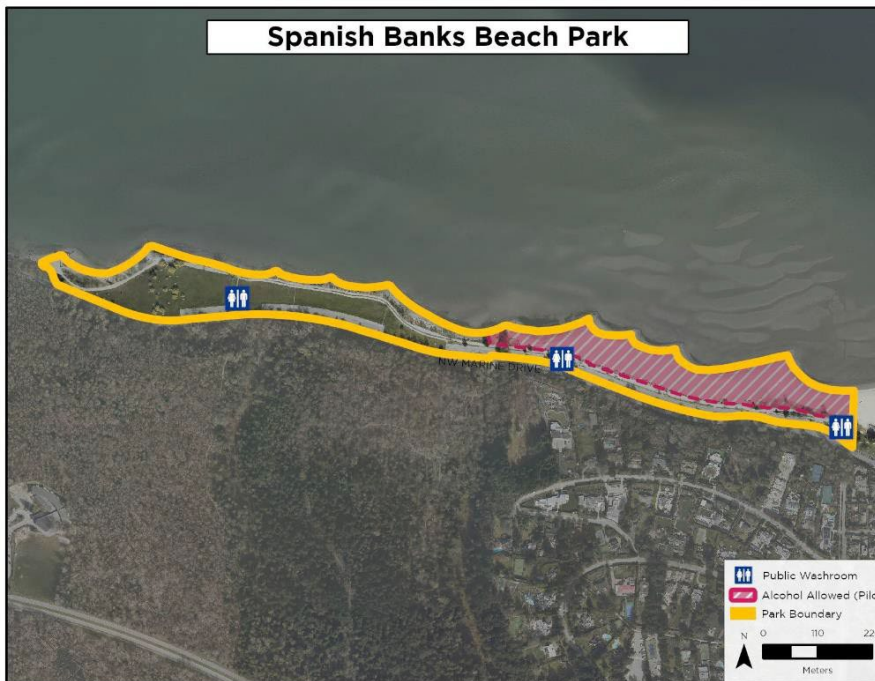 Spanish Banks Beach Park
NW MARINE DRIVE
Public Washroom
Alcohol Allowed (Pilo
Park Boundary
N
0 110 22
Meters